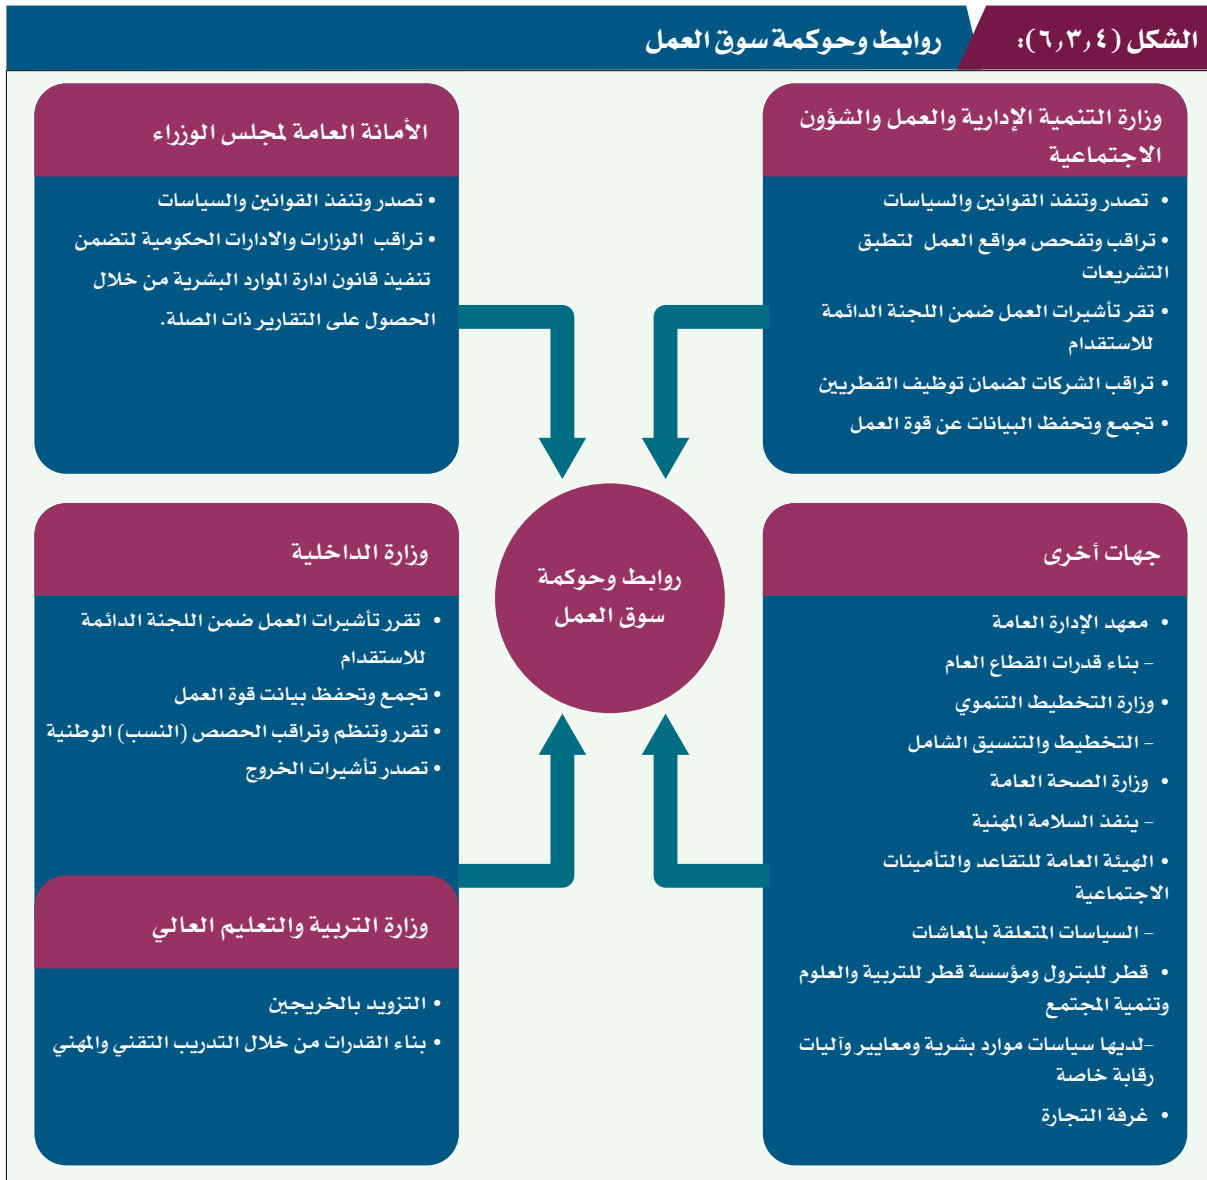 الشكل (٦,٣,٤):
روابط وحوكمة سوق العمل
وزارة التنمية الإدارية والعمل والشؤون
الاجتماعية
• تصدر وتنفذ القوانين والسياسات
• تراقب وتفحص مواقع العمل لتطبق
التشريعات
• تقر تأشيرات العمل ضمن اللجنة الدائمة
للاستقدام
• تراقب الشركات لضمان توظيف القطريين
• تجمع وتحفظ البيانات عن قوة العمل
الأمانة العامة لمجلس الوزراء
• تصدر وتنفذ القوانين والسياسات
• تراقب الوزارات والادارات الحكومية لتضمن
تنفيذ قانون ادارة الموارد البشرية من خلال
الحصول على التقارير ذات الصلة.
روابط وحوكمة
سوق العمل
جهات أخرى
• معهد الإدارة العامة
– بناء قدرات القطاع العام
• وزارة التخطيط التنموي
– التخطيط والتنسيق الشامل
• وزارة الصحة العامة
– ينفذ السلامة المهنية
• الهيئة العامة للتقاعد والتأمينات
الاجتماعية
– السياسات المتعلقة بالمعاشات
• قطر للبترول ومؤسسة قطر للتربية والعلوم
وتنمية المجتمع
–لديها سياسات موارد بشرية ومعايير وآليات
رقابة خاصة
• غرفة التجارة
وزارة الداخلية
• تقرر تأشيرات العمل ضمن اللجنة الدائمة
للاستقدام
• تجمع وتحفظ بيانت قوة العمل
• تقرر وتنظم وتراقب الحصص (النسب) الوطنية
• تصدر تأشيرات الخروج
وزارة التربية والتعليم العالي
• التزويد بالخريجين
• بناء القدرات من خلال التدريب التقني والمهني